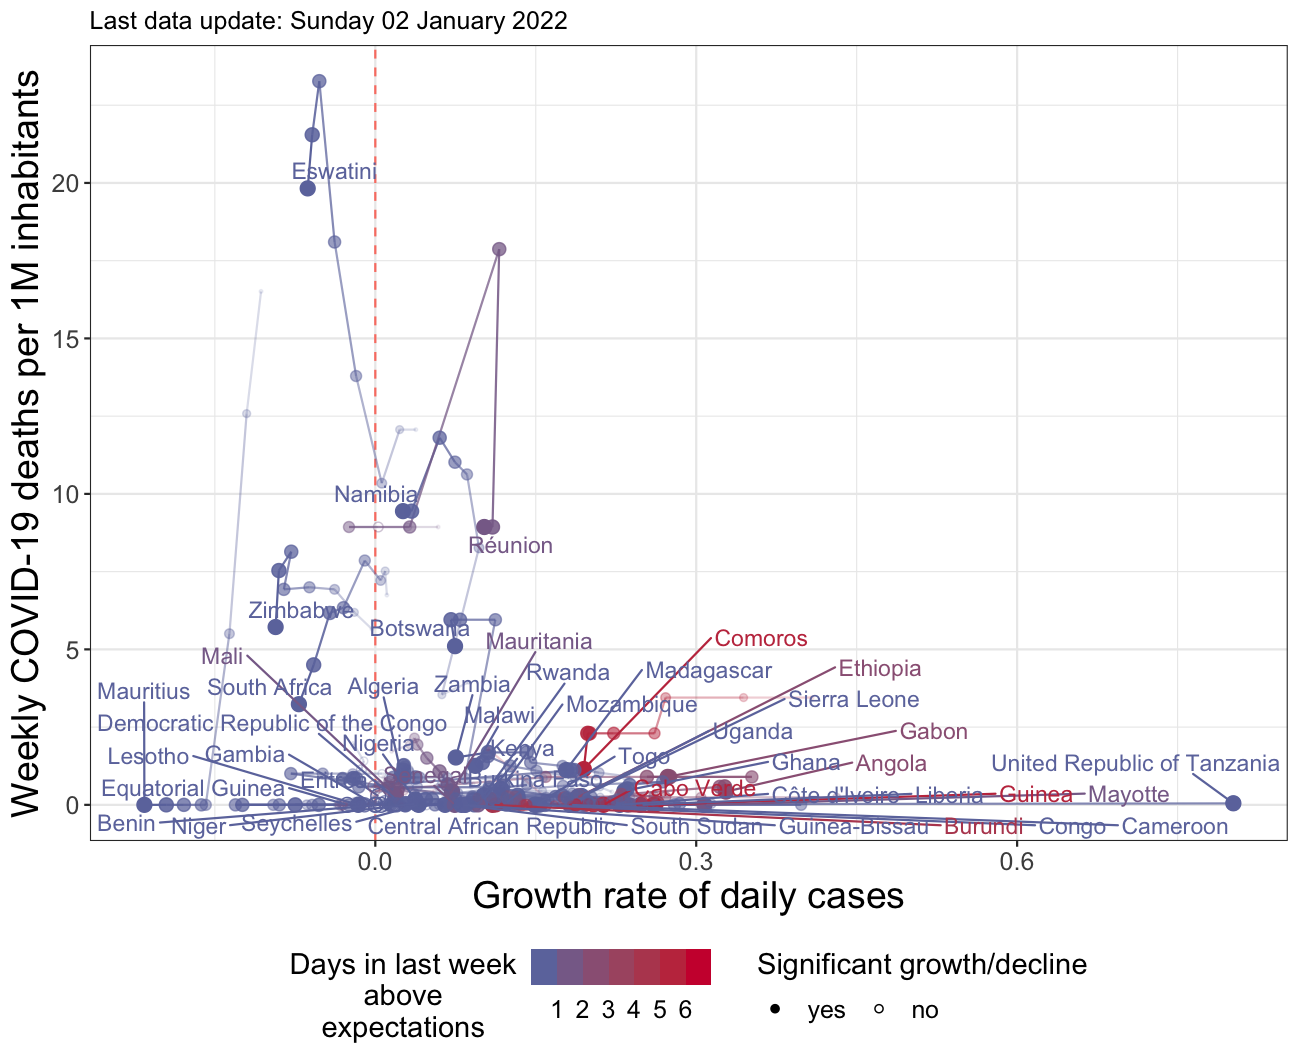 Last data update: Sunday 02 January 2022
Weekly COVID-19 deaths per 1M inhabitants
20
15
10
5
0
Eswatini
Namibia
Réunion
Zimbabwe
Botswana
Mauritania
Comoros
Mali
Rwanda
Madagascar
Ethiopia
Mauritius
South Africa
Algeria
Zambia
Mozambique
Sierra Leone
Democratic Republic of the Congo
Malawi
Uganda
Gabon
Lesotho
Gambia
Nigeria
Kenya
Togo
Ghana
Angola
United Republic of Tanzania
Equatorial Guinea
Eritrea
Senegal
Burkina Faso
Cabo Verde
Côte d'Ivoire
Liberia
Guinea
Mayotte
Benin
Niger
Seychelles
Central African Republic
South Sudan
Guinea-Bissau
Burundi
Congo
Cameroon
0.0
0.3
0.6
Growth rate of daily cases
Days in last week
above
expectations
1 2 3 4 5 6
Significant growth/decline
yes
no